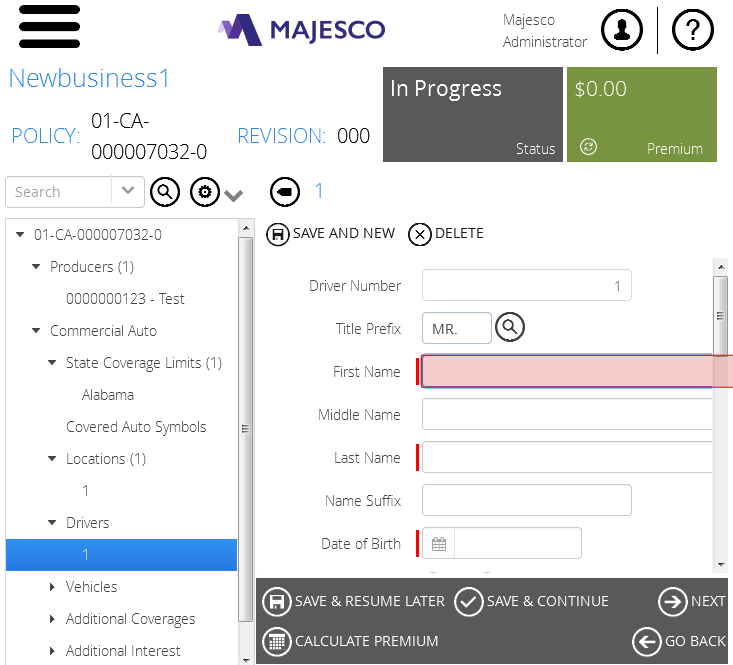 MAJESCO
Majesco
Administrator
?
Newbusiness1
POLICY: 01-CA-
000007032-0
REVISION: 000
In Progress
Status
$0.00
Premium
Search
1
01-CA-000007032-0
Producers (1)
0000000123 - Test
Commercial Auto
State Coverage Limits (1)
Alabama
Covered Auto Symbols
Locations (1)
1
Drivers
1
Vehicles
Additional Coverages
Additional Interest
SAVE AND NEW DELETE
Driver Number 1
Title Prefix MR.
First Name
Middle Name
Last Name
Name Suffix
Date of Birth
SAVE & RESUME LATER SAVE & CONTINUE NEXT
CALCULATE PREMIUM GO BACK